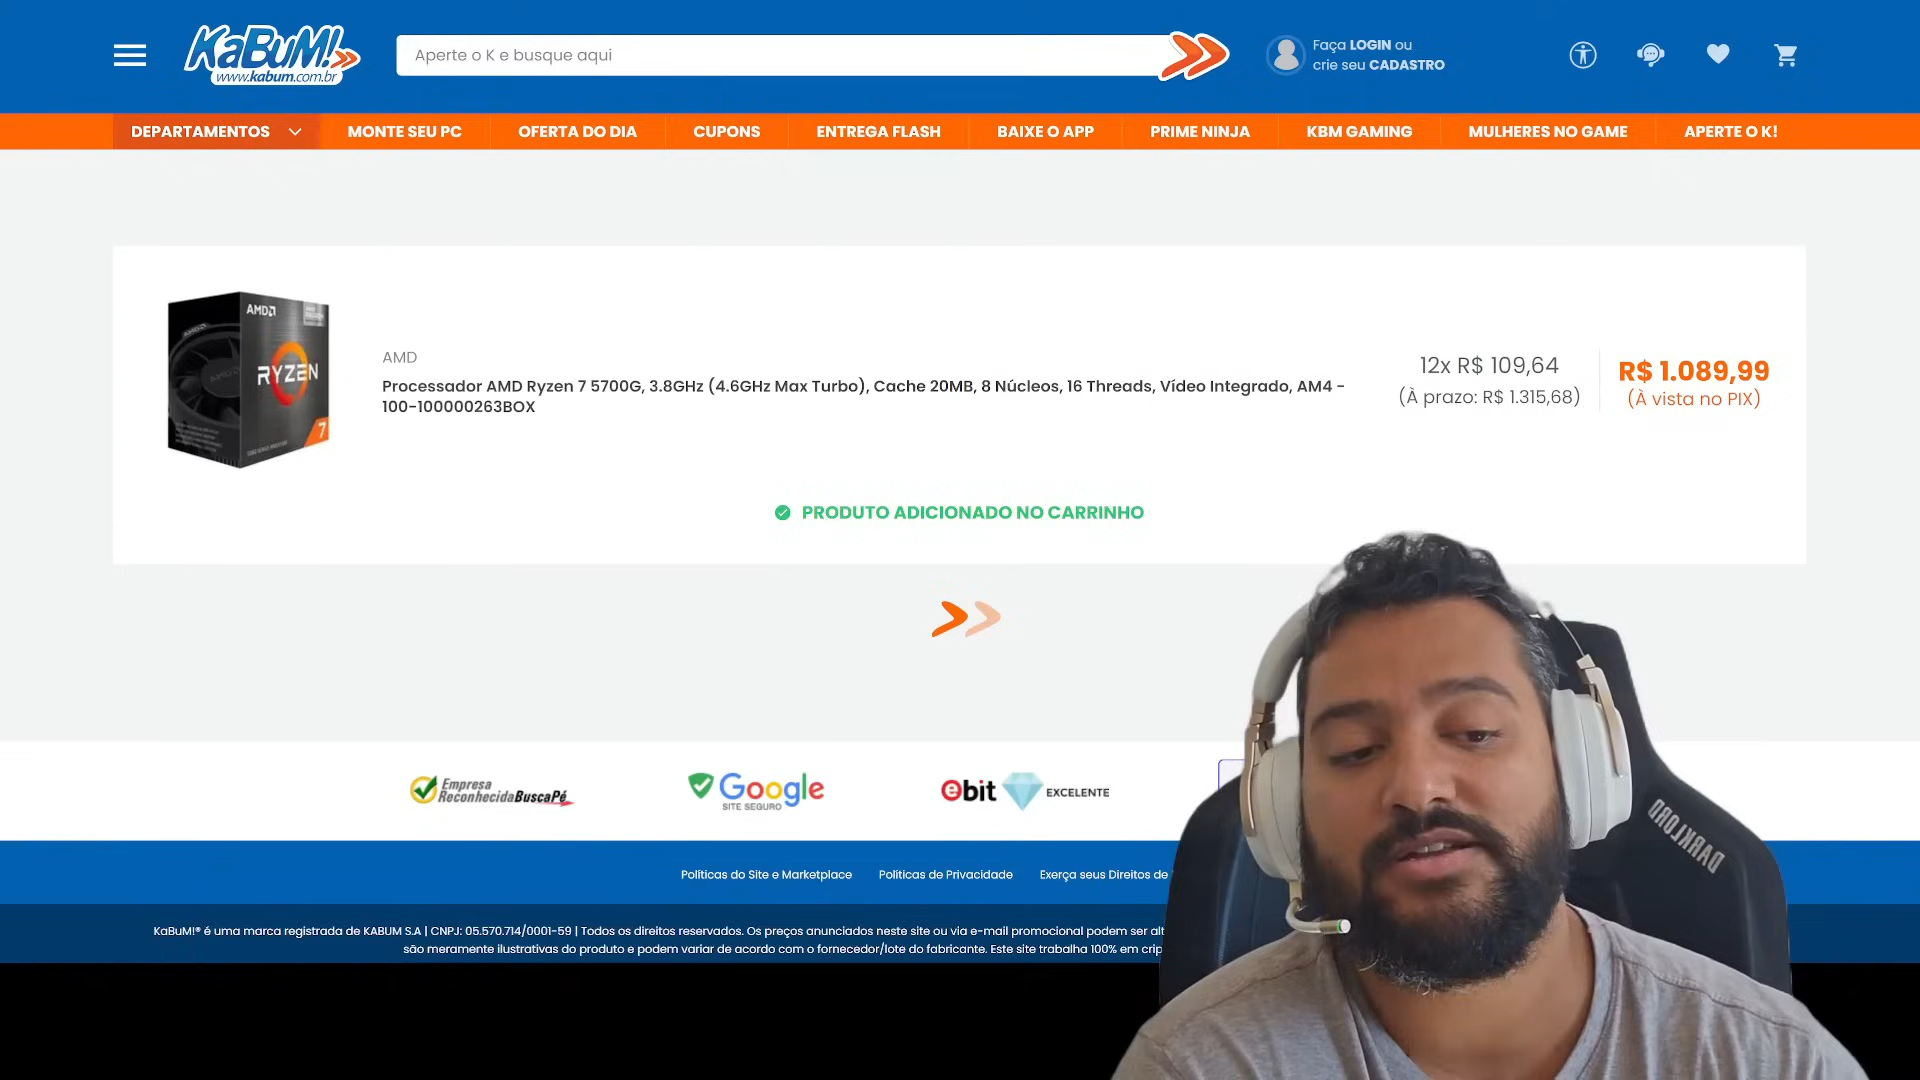 KaBuM!
www.kabum.com.br
Aperte o K e busque aqui
Faça LOGIN ou
crie seu CADASTRO
DEPARTAMENTOS
MONTE SEU PC
OFERTA DO DIA
CUPONS
ENTREGA FLASH
BAIXE O APP
PRIME NINJA
KBM GAMING
MULHERES NO GAME
APERTE O K!
AMD
RYZEN
7
AMD
Processador AMD Ryzen 7 5700G, 3.8GHz (4.6GHz Max Turbo), Cache 20MB, 8 Núcleos, 16 Threads, Vídeo Integrado, AM4 -
100-100000263BOX
12x R$ 109,64
(À prazo: R$ 1.315,68)
R$ 1.089,99
(À vista no PIX)
PRODUTO ADICIONADO NO CARRINHO
Empresa
ReconhecidaBuscaPé
Google
SITE SEGURO
ebit EXCELENTE
DARKLORD
Políticas do Site e Marketplace
Políticas de Privacidade
Exerça seus Direitos de
KaBuM!® é uma marca registrada de KABUM S.A | CNPJ: 05.570.714/0001-59 | Todos os direitos reservados. Os preços anunciados neste site ou via e-mail promocional podem ser alt
são meramente ilustrativas do produto e podem variar de acordo com o fornecedor/lote do fabricante. Este site trabalha 100% em crip